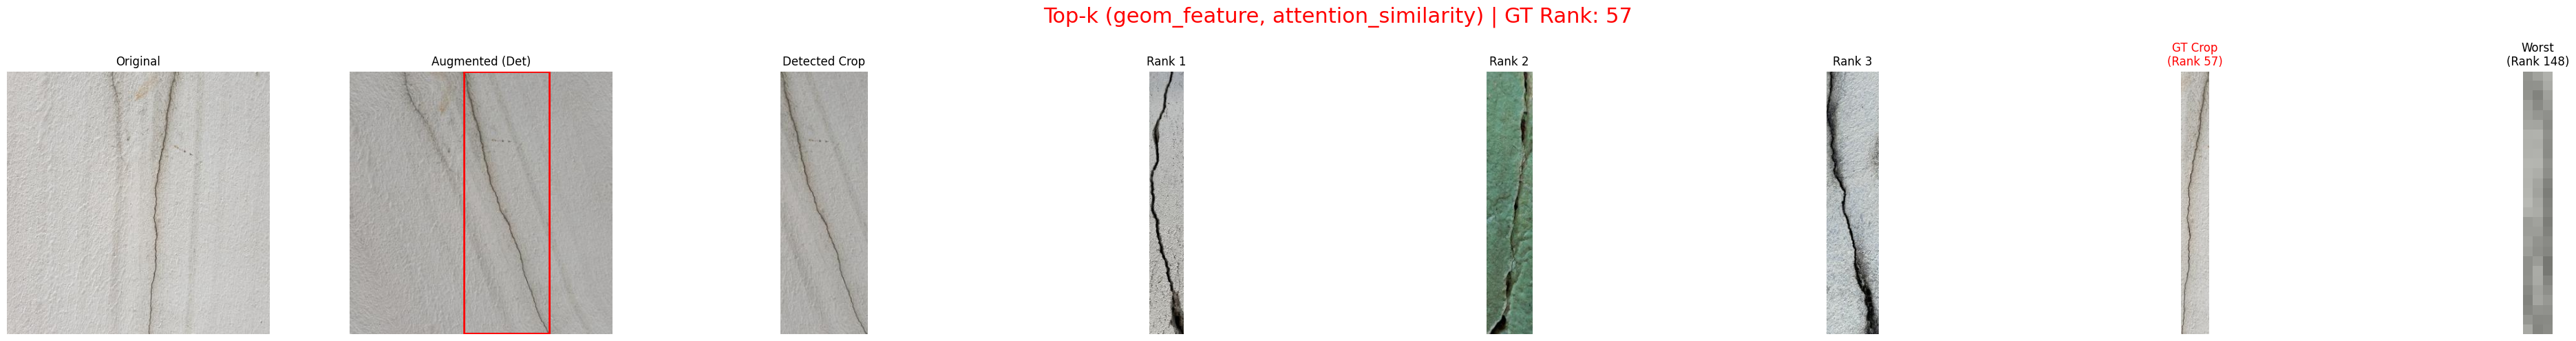 Top-k (geom_feature, attention_similarity) | GT Rank: 57
Original
Augmented (Det)
Detected Crop
Rank 1
Rank 2
Rank 3
GT Crop
(Rank 57)
Worst
(Rank 148)